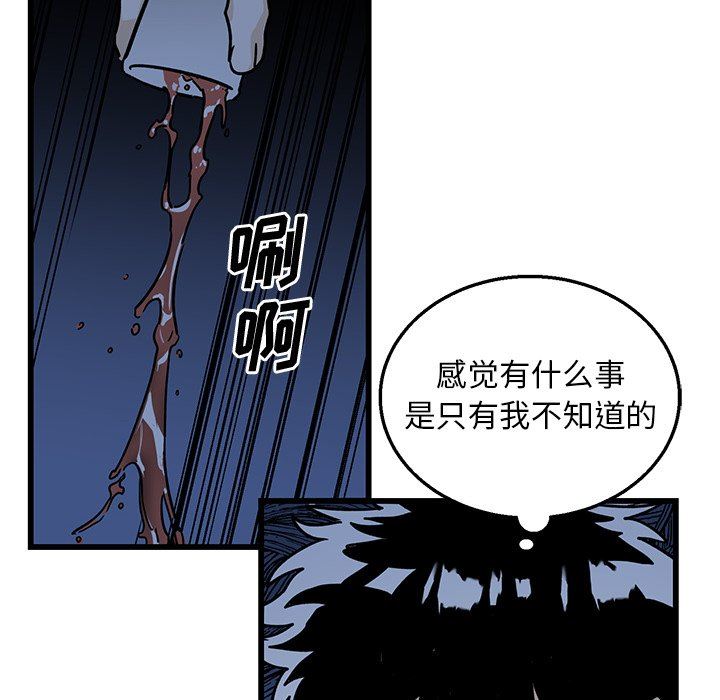 唰
啊
感觉有什么事
是只有我不知道的